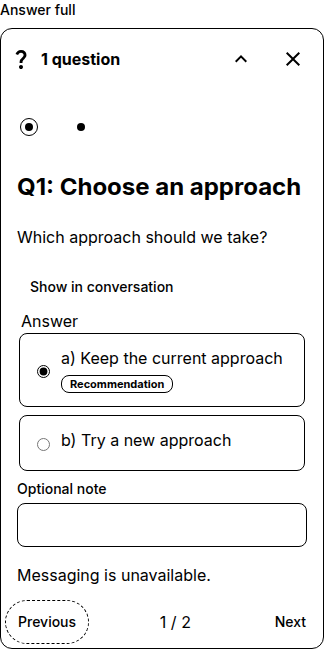 Answer full
? 1 question
Q1: Choose an approach
Which approach should we take?
Show in conversation
Answer
a) Keep the current approach
Recommendation
b) Try a new approach
Optional note
Messaging is unavailable.
Previous 1 / 2 Next